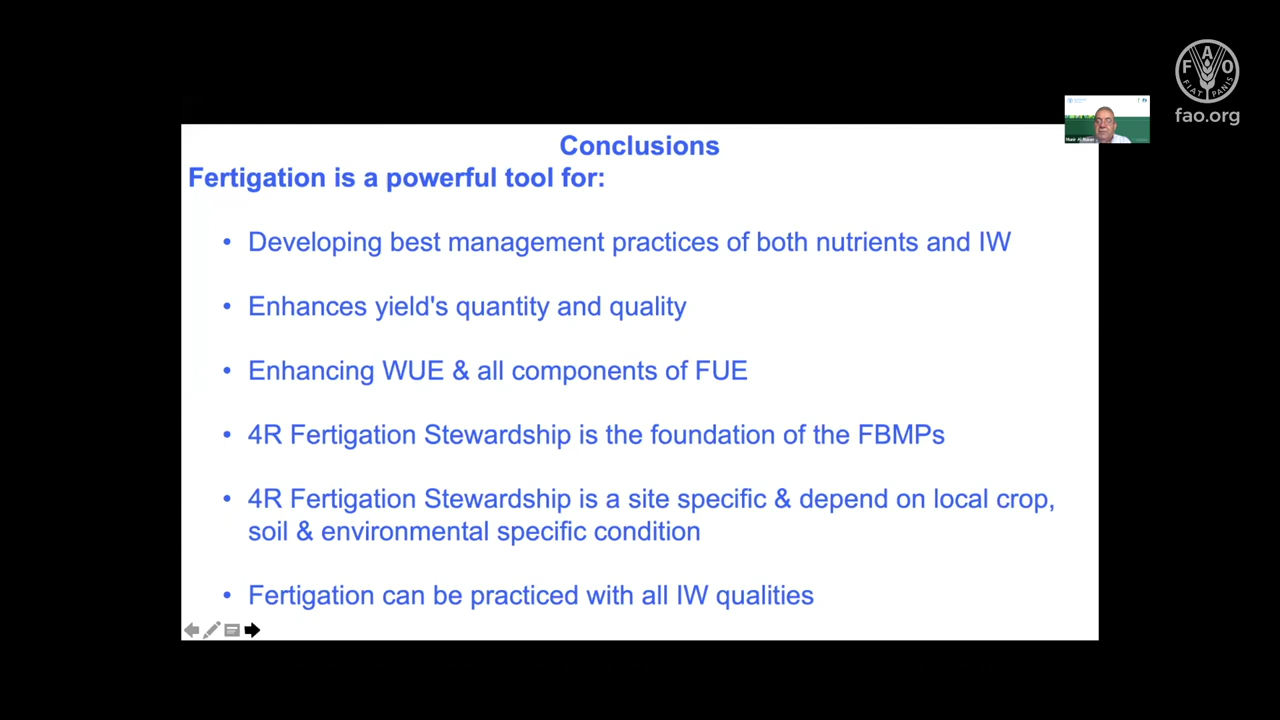 FAO
FIAT PANIS
fao.org
Conclusions
Fertigation is a powerful tool for:
• Developing best management practices of both nutrients and IW
• Enhances yield's quantity and quality
• Enhancing WUE & all components of FUE
• 4R Fertigation Stewardship is the foundation of the FBMPs
• 4R Fertigation Stewardship is a site specific & depend on local crop,
soil & environmental specific condition
• Fertigation can be practiced with all IW qualities